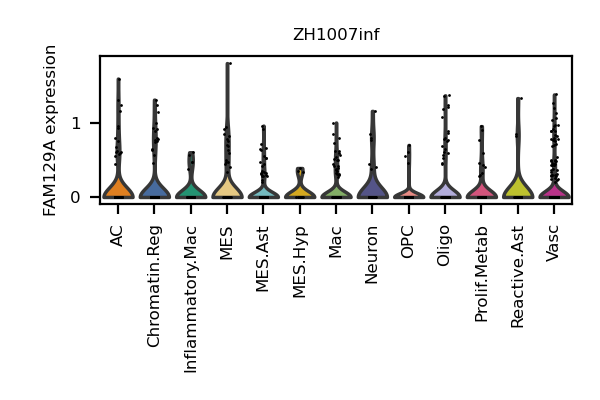 ZH1007inf
FAM129A expression
1
0
AC
Chromatin.Reg
Inflammatory.Mac
MES
MES.Ast
MES.Hyp
Mac
Neuron
OPC
Oligo
Prolif.Metab
Reactive.Ast
Vasc